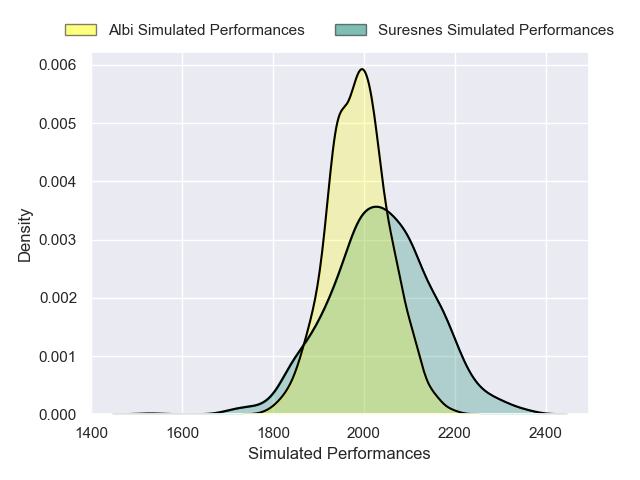 Albi Simulated Performances Suresnes Simulated Performances
0.006
0.005
0.004
0.003
0.002
0.001
0.000
Density
1400 1600 1800 2000 2200 2400
Simulated Performances